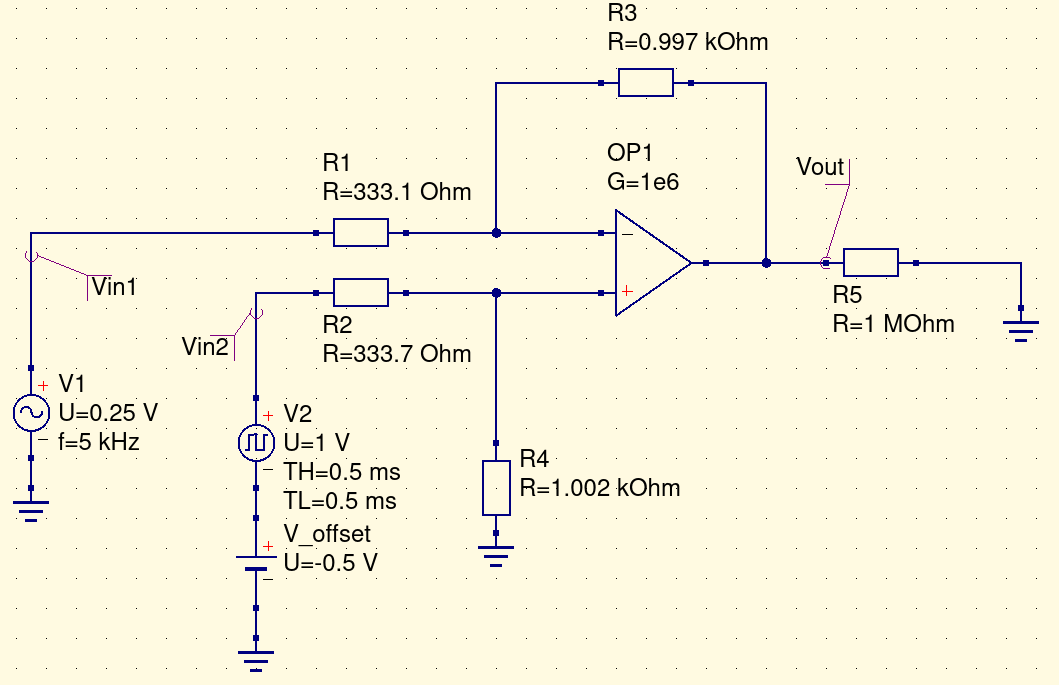 R3
R=0.997 kOhm
OP1
G=1e6
Vout
R1
R=333.1 Ohm
Vin1
R2
R=333.7 Ohm
Vin2
R5
R=1 MOhm
V1
U=0.25 V
f=5 kHz
V2
U=1 V
TH=0.5 ms
TL=0.5 ms
R4
R=1.002 kOhm
V_offset
U=-0.5 V